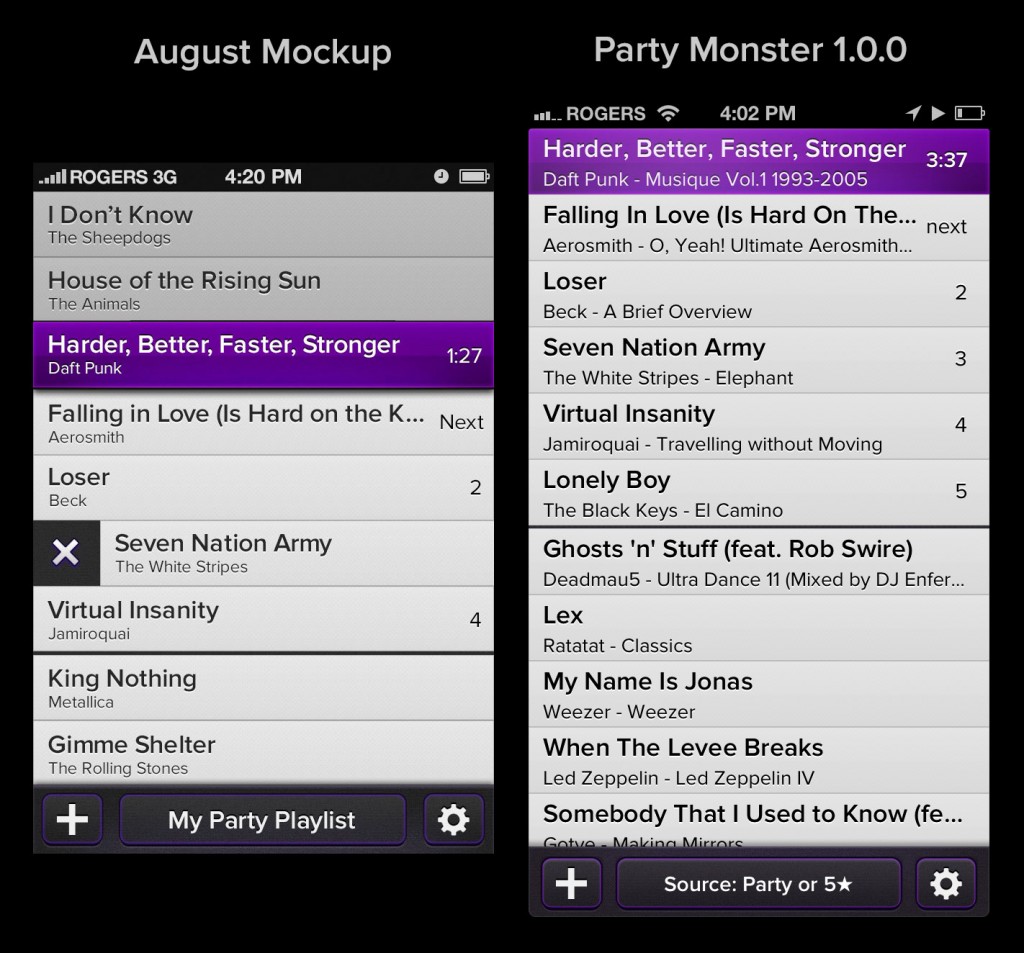 August Mockup
ROGERS 3G 4:20 PM
I Don’t Know
The Sheepdogs
House of the Rising Sun
The Animals
Harder, Better, Faster, Stronger
1:27
Daft Punk
Falling in Love (Is Hard on the K...
Next
Aerosmith
Loser
2
Beck
Seven Nation Army
The White Stripes
Virtual Insanity
4
Jamiroquai
King Nothing
Metallica
Gimme Shelter
The Rolling Stones
My Party Playlist
Party Monster 1.0.0
ROGERS 4:02 PM
Harder, Better, Faster, Stronger
3:37
Daft Punk - Musique Vol.1 1993-2005
Falling In Love (Is Hard On The...
next
Aerosmith - O, Yeah! Ultimate Aerosmith...
Loser
2
Beck - A Brief Overview
Seven Nation Army
3
The White Stripes - Elephant
Virtual Insanity
4
Jamiroquai - Travelling without Moving
Lonely Boy
5
The Black Keys - El Camino
Ghosts 'n' Stuff (feat. Rob Swire)
Deadmau5 - Ultra Dance 11 (Mixed by DJ Enfer...
Lex
Ratatat - Classics
My Name Is Jonas
Weezer - Weezer
When The Levee Breaks
Led Zeppelin - Led Zeppelin IV
Somebody That I Used to Know (fe...
Gotye - Making Mirrors
Source: Party or 5★